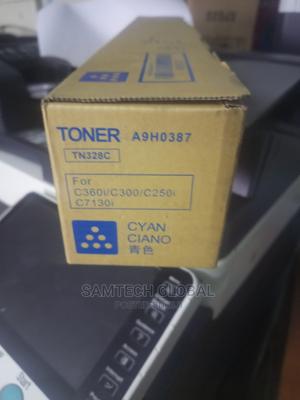 TONER A9H0387
TN328C
For
C360i/C300/C250i
C7130i
CYAN
CIANO
青色
SAMTECH GLOBAL